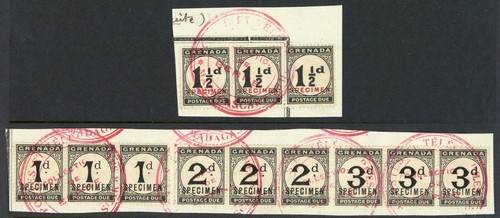 GRENADA GRENADA GRENADA
1½d 1½d 1½d
SPECIMEN SPECIMEN SPECIMEN
POSTAGE DUE POSTAGE DUE POSTAGE DUE
GRENADA GRENADA GRENADA GRENADA GRENADA GRENADA GRENADA GRENADA GRENADA
1d 1d 1d 2d 2d 2d 3d 3d 3d
SPECIMEN SPECIMEN SPECIMEN SPECIMEN SPECIMEN SPECIMEN SPECIMEN SPECIMEN SPECIMEN
POSTAGE DUE POSTAGE DUE POSTAGE DUE POSTAGE DUE POSTAGE DUE POSTAGE DUE POSTAGE DUE POSTAGE DUE POSTAGE DUE